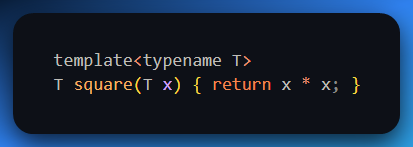 template<typename T>
T square(T x) { return x * x; }